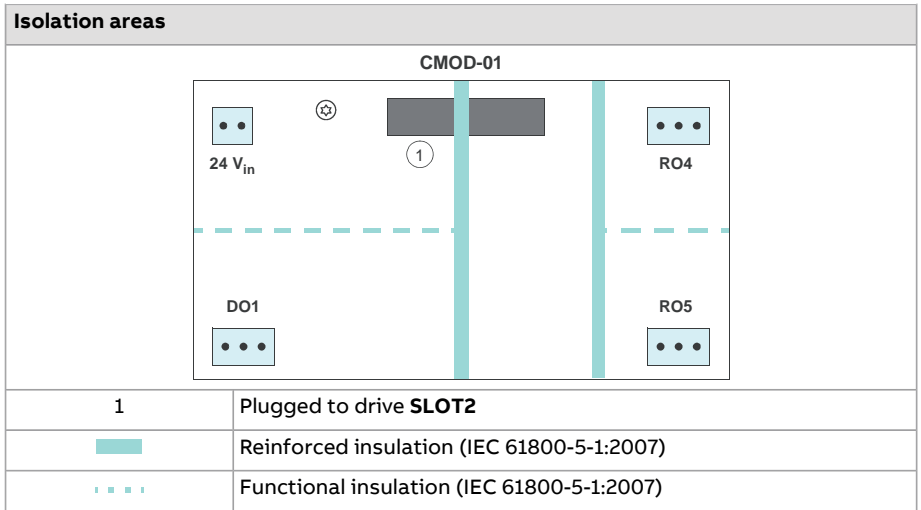 Isolation areas
CMOD-01
24 Vin
1
RO4
DO1
RO5
1 Plugged to drive SLOT2
Reinforced insulation (IEC 61800-5-1:2007)
Functional insulation (IEC 61800-5-1:2007)